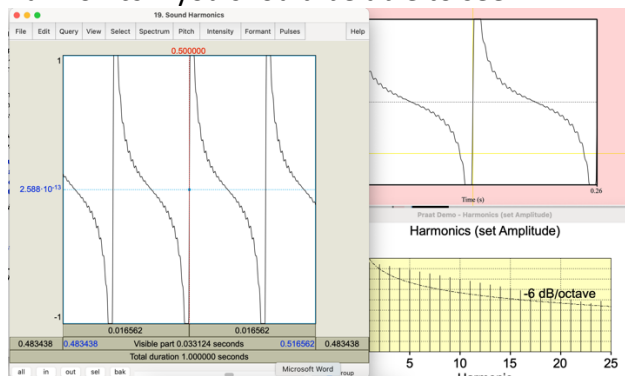 19. Sound Harmonics
File Edit Query View Select Spectrum Pitch Intensity Formant Pulses Help
0.500000
1
2.588·10-13
-1
0.016562 0.016562
0.483438 0.483438 Visible part 0.033124 seconds 0.516562 0.483438
Total duration 1.000000 seconds
all in out sel bak
Microsoft Word
roup
0.26
Time (s)
Praat Demo - Harmonics (set Amplitude)
Harmonics (set Amplitude)
-6 dB/octave
5 10 15 20 25